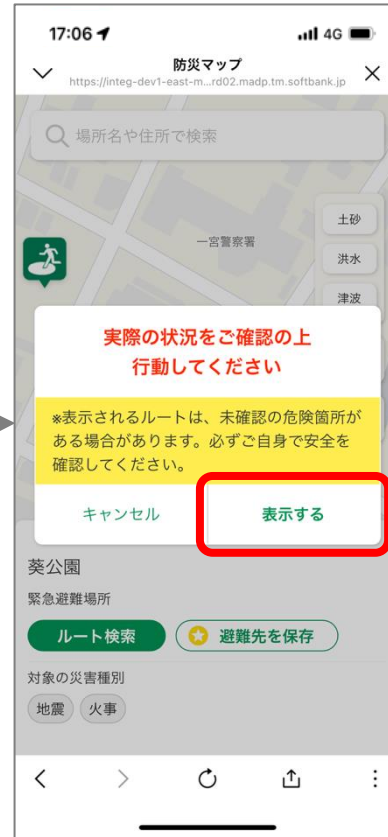 17:06
4G
防災マップ
https://integ-dev1-east-m...rd02.madp.tm.softbank.jp
場所名や住所で検索
一宮警察署
土砂
洪水
津波
実際の状況をご確認の上
行動してください
※表示されるルートは、未確認の危険箇所が
ある場合があります。必ずご自身で安全を
確認してください。
キャンセル 表示する
葵公園
緊急避難場所
ルート検索 避難先を保存
対象の災害種別
地震 火事